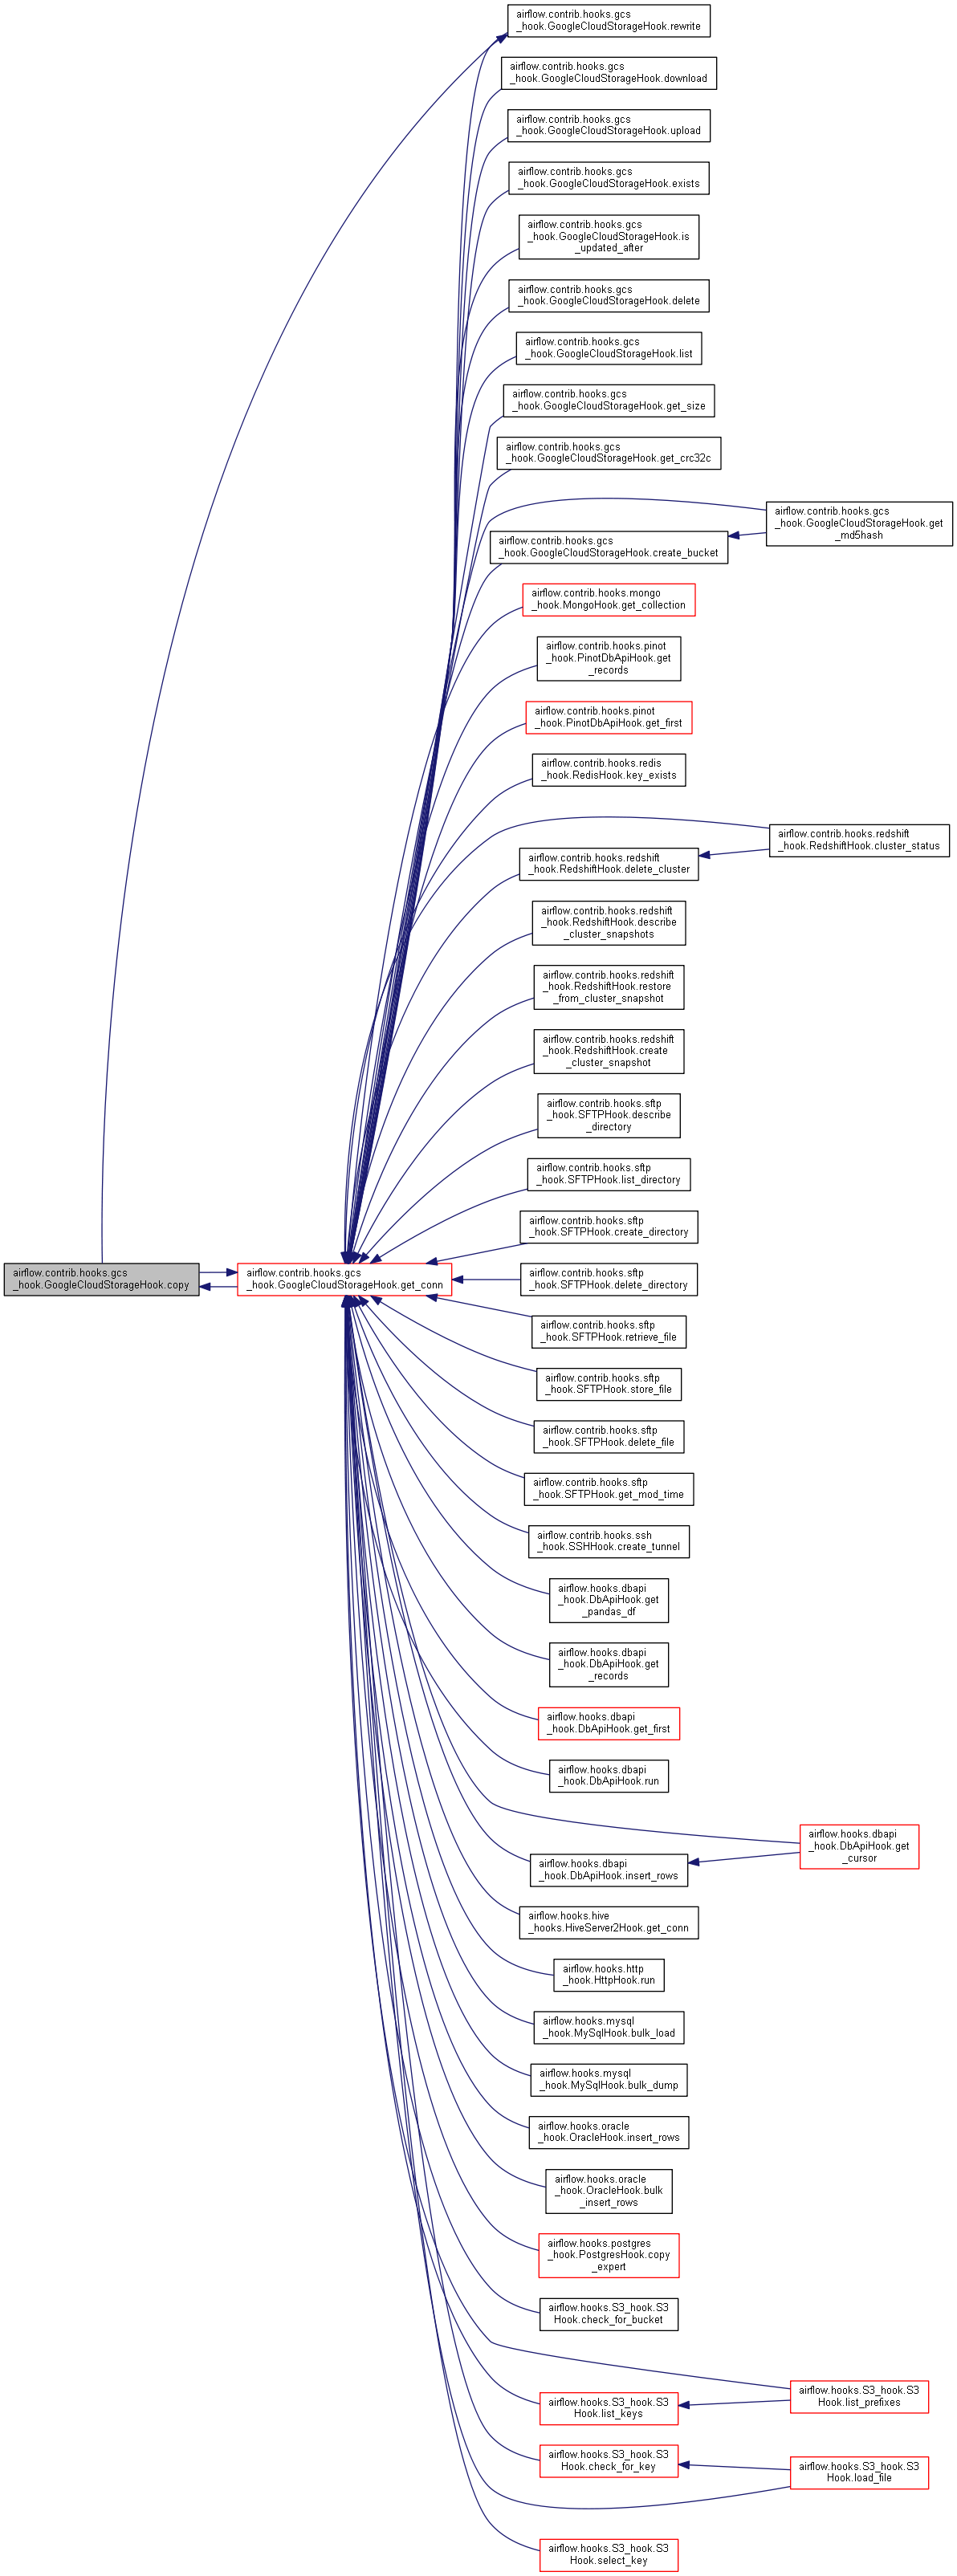 airflow.contrib.hooks.gcs
_hook.GoogleCloudStorageHook.rewrite
airflow.contrib.hooks.gcs
_hook.GoogleCloudStorageHook.download
airflow.contrib.hooks.gcs
_hook.GoogleCloudStorageHook.upload
airflow.contrib.hooks.gcs
_hook.GoogleCloudStorageHook.exists
airflow.contrib.hooks.gcs
_hook.GoogleCloudStorageHook.is
_updated_after
airflow.contrib.hooks.gcs
_hook.GoogleCloudStorageHook.delete
airflow.contrib.hooks.gcs
_hook.GoogleCloudStorageHook.list
airflow.contrib.hooks.gcs
_hook.GoogleCloudStorageHook.get_size
airflow.contrib.hooks.gcs
_hook.GoogleCloudStorageHook.get_crc32c
airflow.contrib.hooks.gcs
_hook.GoogleCloudStorageHook.get
_md5hash
airflow.contrib.hooks.gcs
_hook.GoogleCloudStorageHook.create_bucket
airflow.contrib.hooks.mongo
_hook.MongoHook.get_collection
airflow.contrib.hooks.pinot
_hook.PinotDbApiHook.get
_records
airflow.contrib.hooks.pinot
_hook.PinotDbApiHook.get_first
airflow.contrib.hooks.redis
_hook.RedisHook.key_exists
airflow.contrib.hooks.redshift
_hook.RedshiftHook.cluster_status
airflow.contrib.hooks.redshift
_hook.RedshiftHook.delete_cluster
airflow.contrib.hooks.redshift
_hook.RedshiftHook.describe
_cluster_snapshots
airflow.contrib.hooks.redshift
_hook.RedshiftHook.restore
_from_cluster_snapshot
airflow.contrib.hooks.redshift
_hook.RedshiftHook.create
_cluster_snapshot
airflow.contrib.hooks.sftp
_hook.SFTPHook.describe
_directory
airflow.contrib.hooks.sftp
_hook.SFTPHook.list_directory
airflow.contrib.hooks.sftp
_hook.SFTPHook.create_directory
airflow.contrib.hooks.gcs
_hook.GoogleCloudStorageHook.copy
airflow.contrib.hooks.gcs
_hook.GoogleCloudStorageHook.get_conn
airflow.contrib.hooks.sftp
_hook.SFTPHook.delete_directory
airflow.contrib.hooks.sftp
_hook.SFTPHook.retrieve_file
airflow.contrib.hooks.sftp
_hook.SFTPHook.store_file
airflow.contrib.hooks.sftp
_hook.SFTPHook.delete_file
airflow.contrib.hooks.sftp
_hook.SFTPHook.get_mod_time
airflow.contrib.hooks.ssh
_hook.SSHHook.create_tunnel
airflow.hooks.dbapi
_hook.DbApiHook.get
_pandas_df
airflow.hooks.dbapi
_hook.DbApiHook.get
_records
airflow.hooks.dbapi
_hook.DbApiHook.get_first
airflow.hooks.dbapi
_hook.DbApiHook.run
airflow.hooks.dbapi
_hook.DbApiHook.get
_cursor
airflow.hooks.dbapi
_hook.DbApiHook.insert_rows
airflow.hooks.hive
_hooks.HiveServer2Hook.get_conn
airflow.hooks.http
_hook.HttpHook.run
airflow.hooks.mysql
_hook.MySqlHook.bulk_load
airflow.hooks.mysql
_hook.MySqlHook.bulk_dump
airflow.hooks.oracle
_hook.OracleHook.insert_rows
airflow.hooks.oracle
_hook.OracleHook.bulk
_insert_rows
airflow.hooks.postgres
_hook.PostgresHook.copy
_expert
airflow.hooks.S3_hook.S3
Hook.check_for_bucket
airflow.hooks.S3_hook.S3
Hook.list_prefixes
airflow.hooks.S3_hook.S3
Hook.list_keys
airflow.hooks.S3_hook.S3
Hook.check_for_key
airflow.hooks.S3_hook.S3
Hook.load_file
airflow.hooks.S3_hook.S3
Hook.select_key